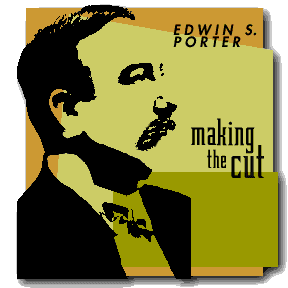 EDWIN S.
PORTER
making
the cut